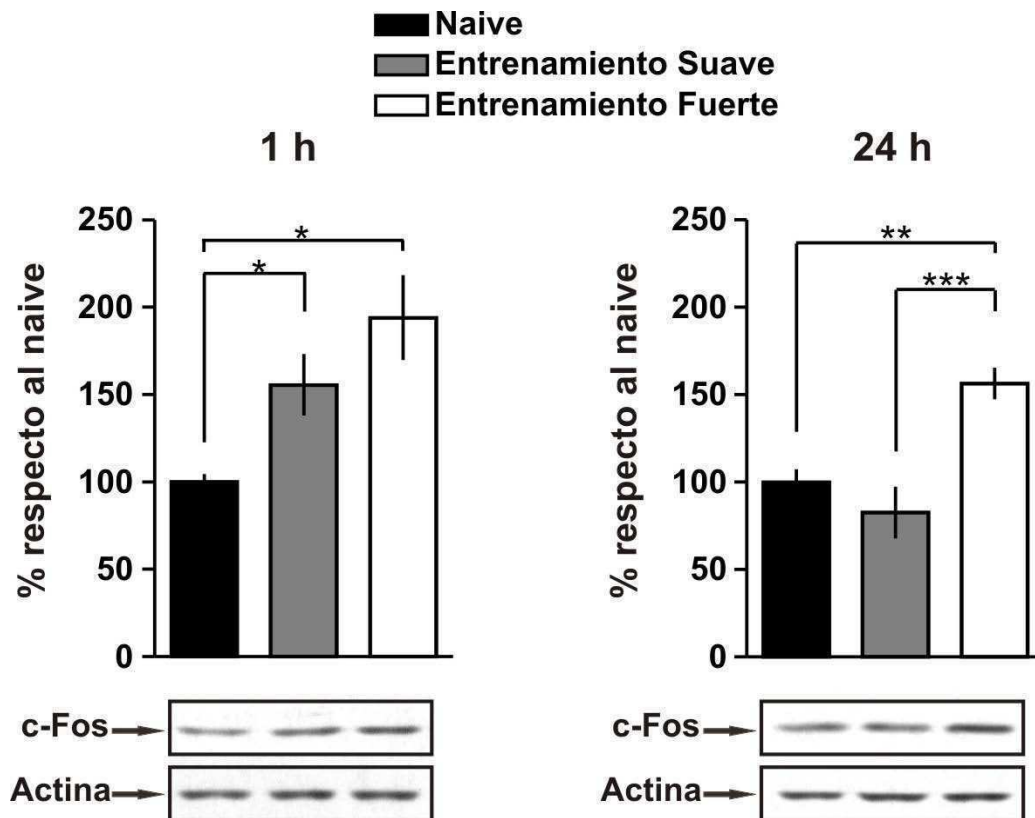 Naive
Entrenamiento Suave
Entrenamiento Fuerte
1 h
% respecto al naive
250
200
150
100
50
0
*
*
c-Fos
Actina
24 h
% respecto al naive
250
200
150
100
50
0
**
***
c-Fos
Actina